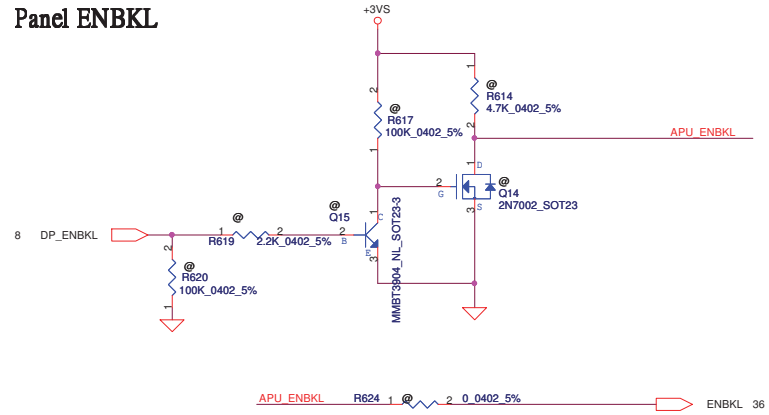 Panel ENBKL
+3VS
1
@
R614
4.7K_0402_5%
2
2
@
R617
100K_0402_5%
1
APU_ENBKL
1
D
2
G
@
Q14
2N7002_SOT23
3
S
@
Q15
1
C
2
B
E
3
MMBT3904_NL_SOT23-3
8 DP_ENBKL
@
1
2
R619 2.2K_0402_5%
2
@
R620
100K_0402_5%
1
APU_ENBKL R624 1 @ 2 0_0402_5% ENBKL 36